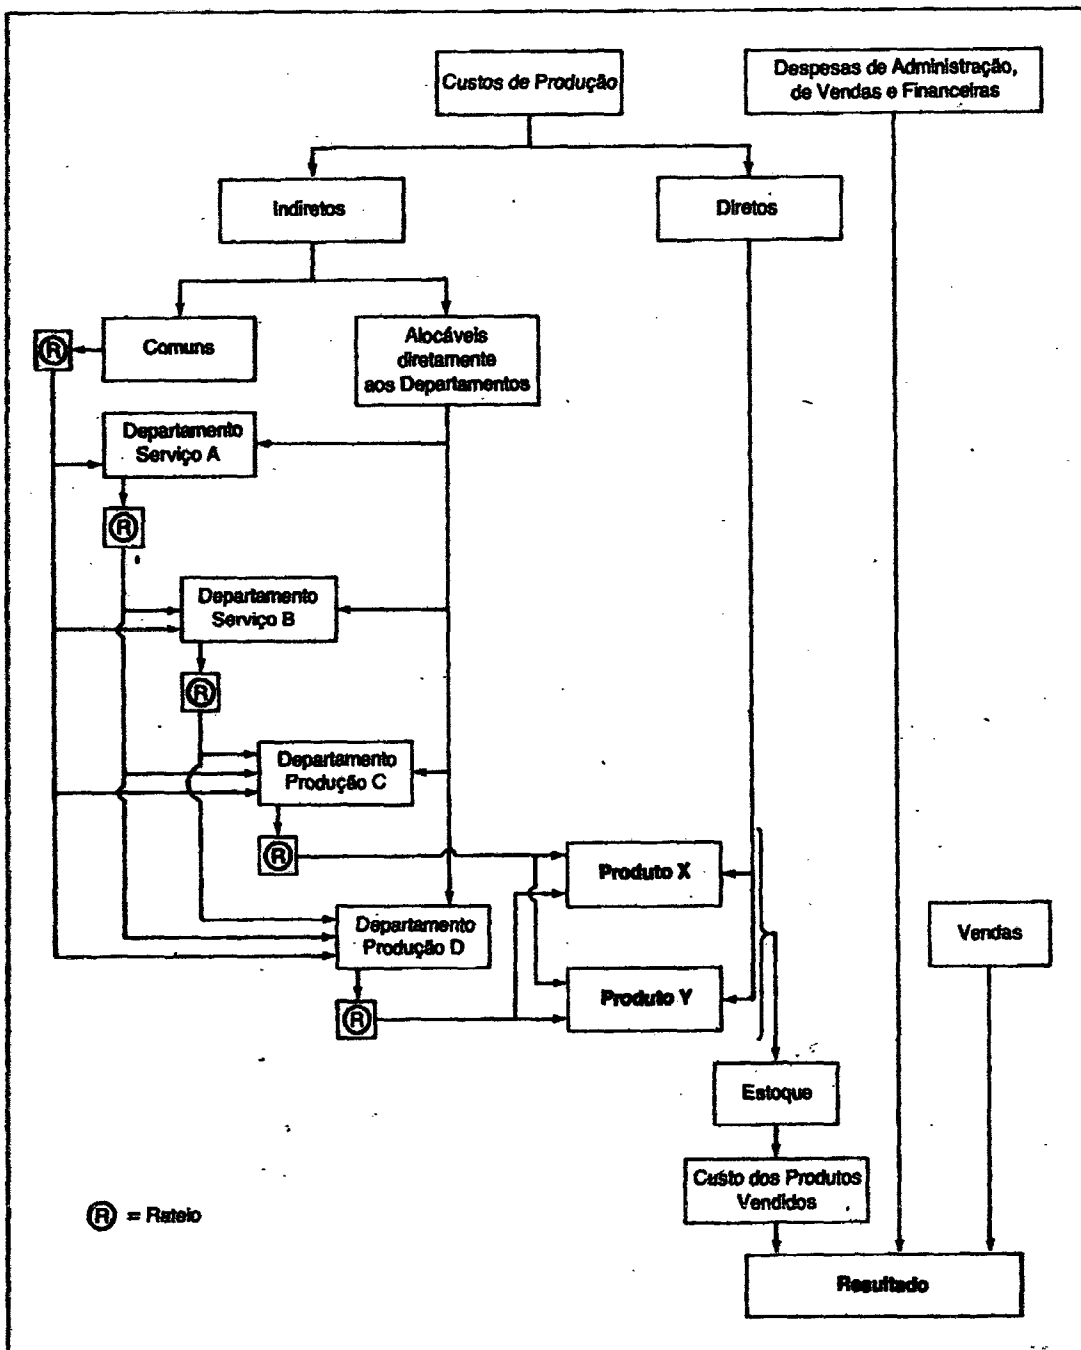 Custos de Produção
Despesas de Administração,
de Vendas e Financeiras
Indiretos
Diretos
R
Comuns
Alocáveis
diretamente
aos Departamentos
Departamento
Serviço A
R
Departamento
Serviço B
R
Departamento
Produção C
R
Produto X
Departamento
Produção D
Vendas
Produto Y
R
Estoque
Custo dos Produtos
Vendidos
R = Rateio
Resultado